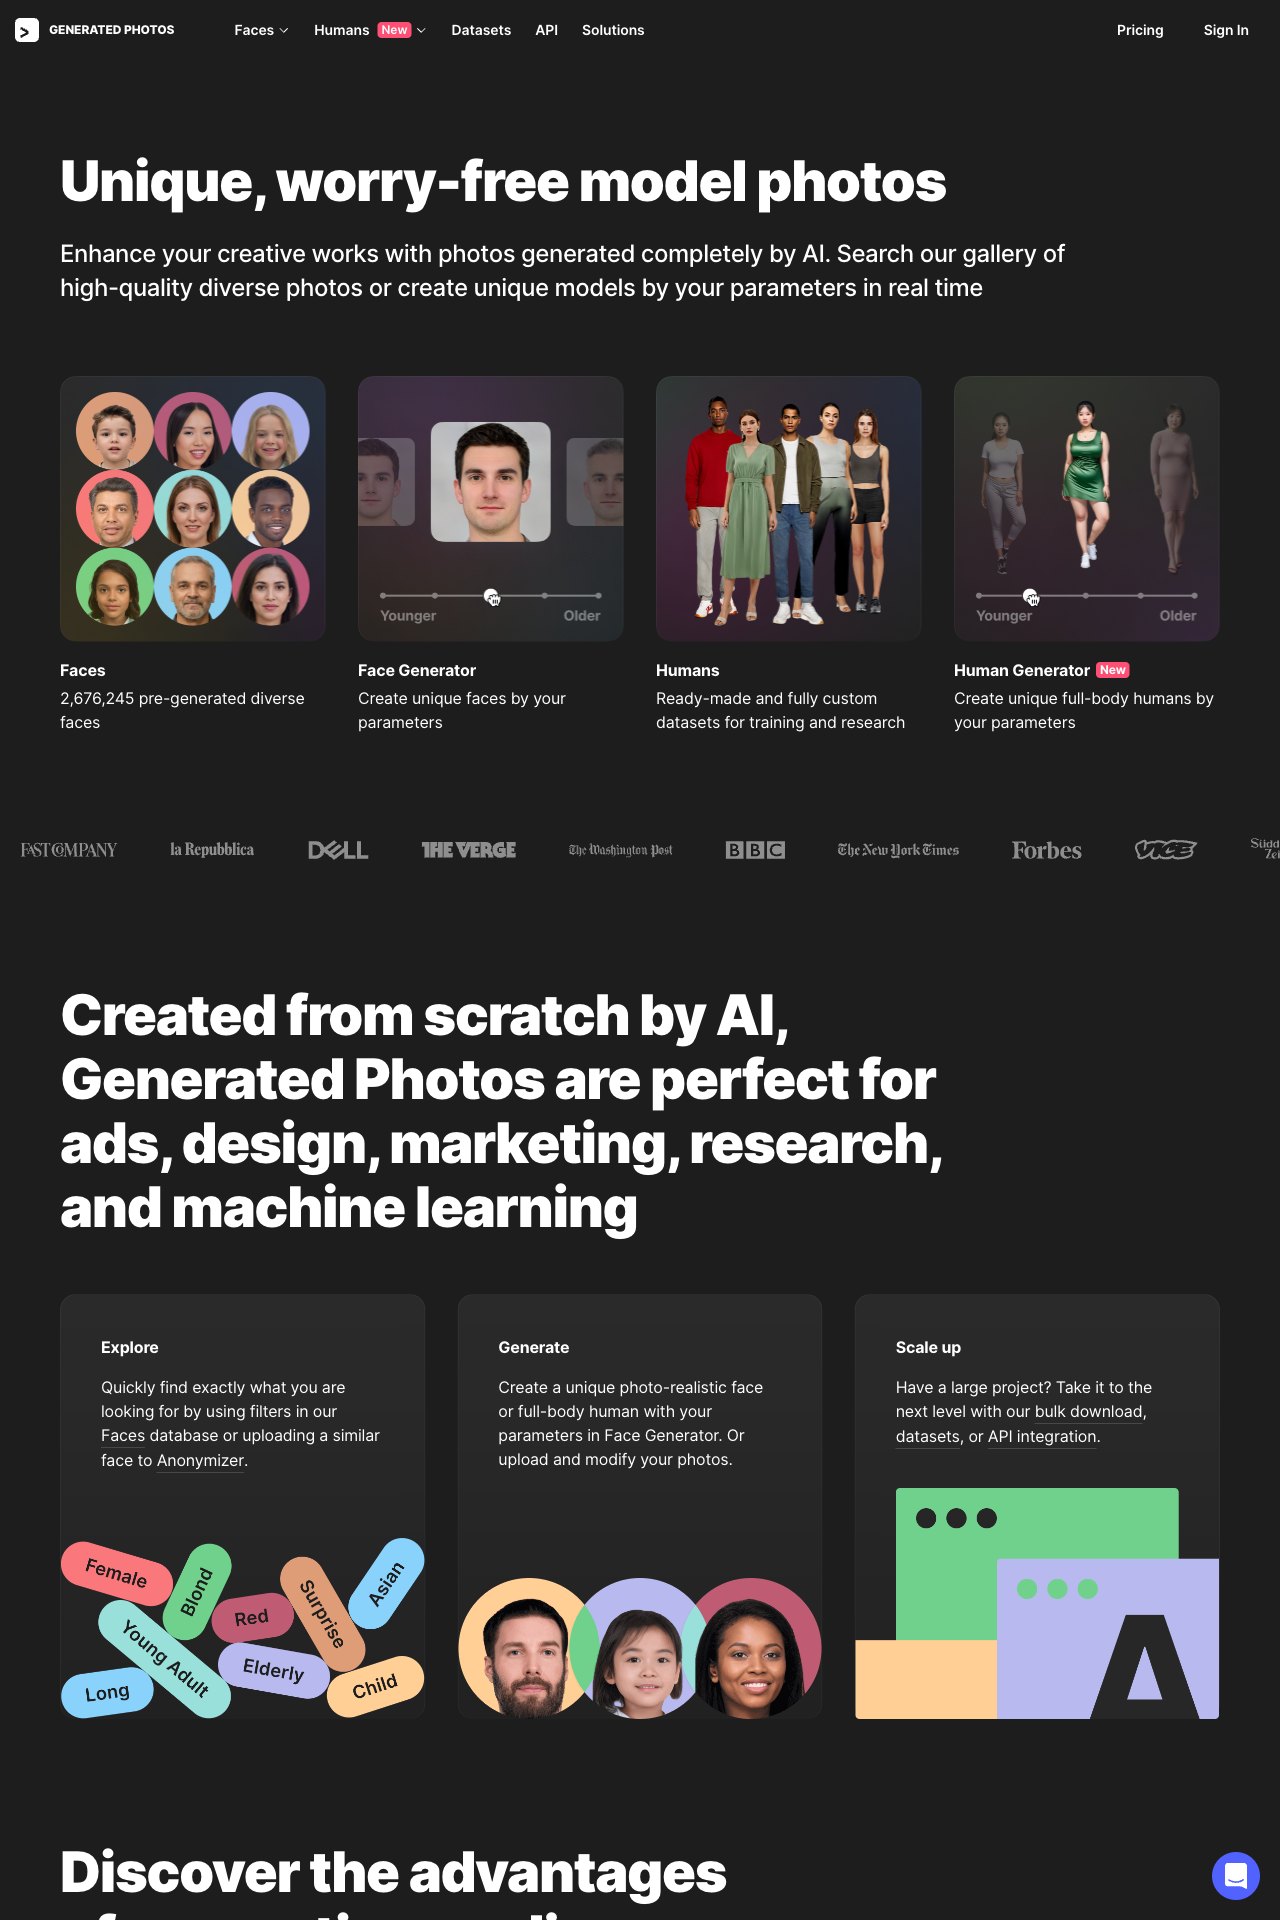 GENERATED PHOTOS
Faces
Humans New
Datasets
API
Solutions
Pricing
Sign In
Unique, worry-free model photos
Enhance your creative works with photos generated completely by AI. Search our gallery of
high-quality diverse photos or create unique models by your parameters in real time
Younger
Older
Younger
Older
Faces
2,676,245 pre-generated diverse
faces
Face Generator
Create unique faces by your
parameters
Humans
Ready-made and fully custom
datasets for training and research
Human Generator New
Create unique full-body humans by
your parameters
FAST COMPANY
la Repubblica
DELL
THE VERGE
The Washington Post
BBC
The New York Times
Forbes
VICE
Created from scratch by AI,
Generated Photos are perfect for
ads, design, marketing, research,
and machine learning
Explore
Quickly find exactly what you are
looking for by using filters in our
Faces database or uploading a similar
face to Anonymizer.
Female
Blond
Red
Surprise
Asian
Young Adult
Elderly
Long
Child
Generate
Create a unique photo-realistic face
or full-body human with your
parameters in Face Generator. Or
upload and modify your photos.
Scale up
Have a large project? Take it to the
next level with our bulk download,
datasets, or API integration.
A
Discover the advantages